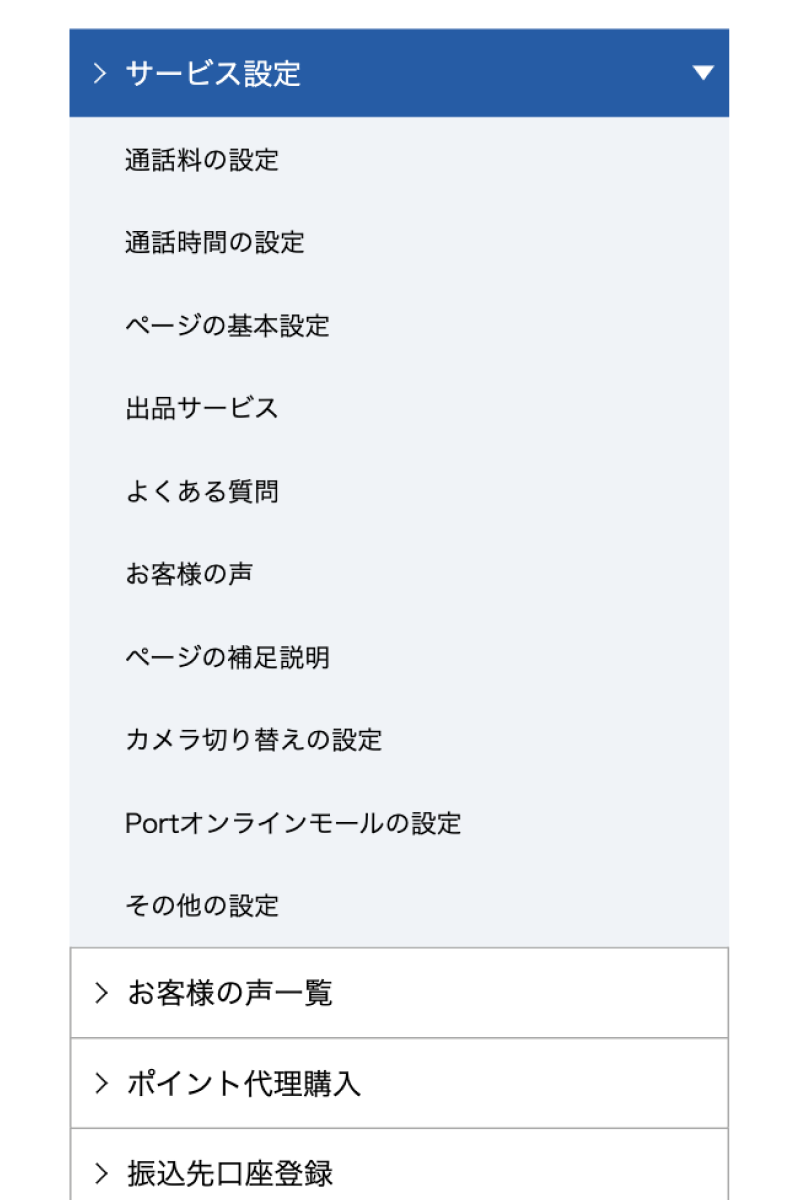 サービス設定
通話料の設定
通話時間の設定
ページの基本設定
出品サービス
よくある質問
お客様の声
ページの補足説明
カメラ切り替えの設定
Portオンラインモールの設定
その他の設定
お客様の声一覧
ポイント代理購入
振込先口座登録